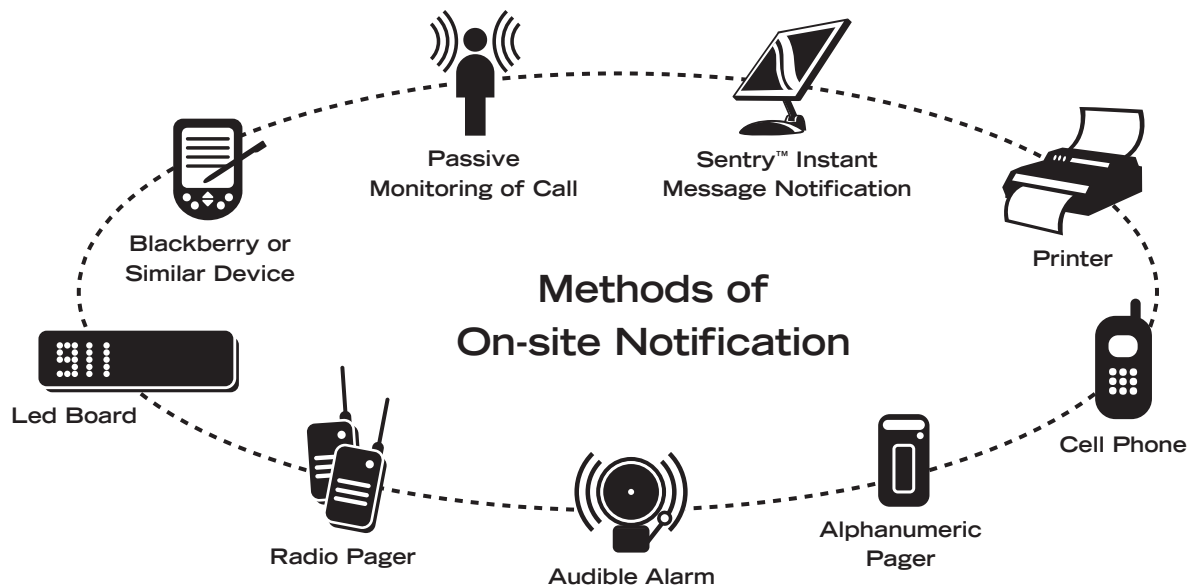 Passive
Monitoring of Call
Sentry™ Instant
Message Notification
Blackberry or
Similar Device
Printer
Methods of
On-site Notification
911
Led Board
Cell Phone
Radio Pager
Audible Alarm
Alphanumeric
Pager